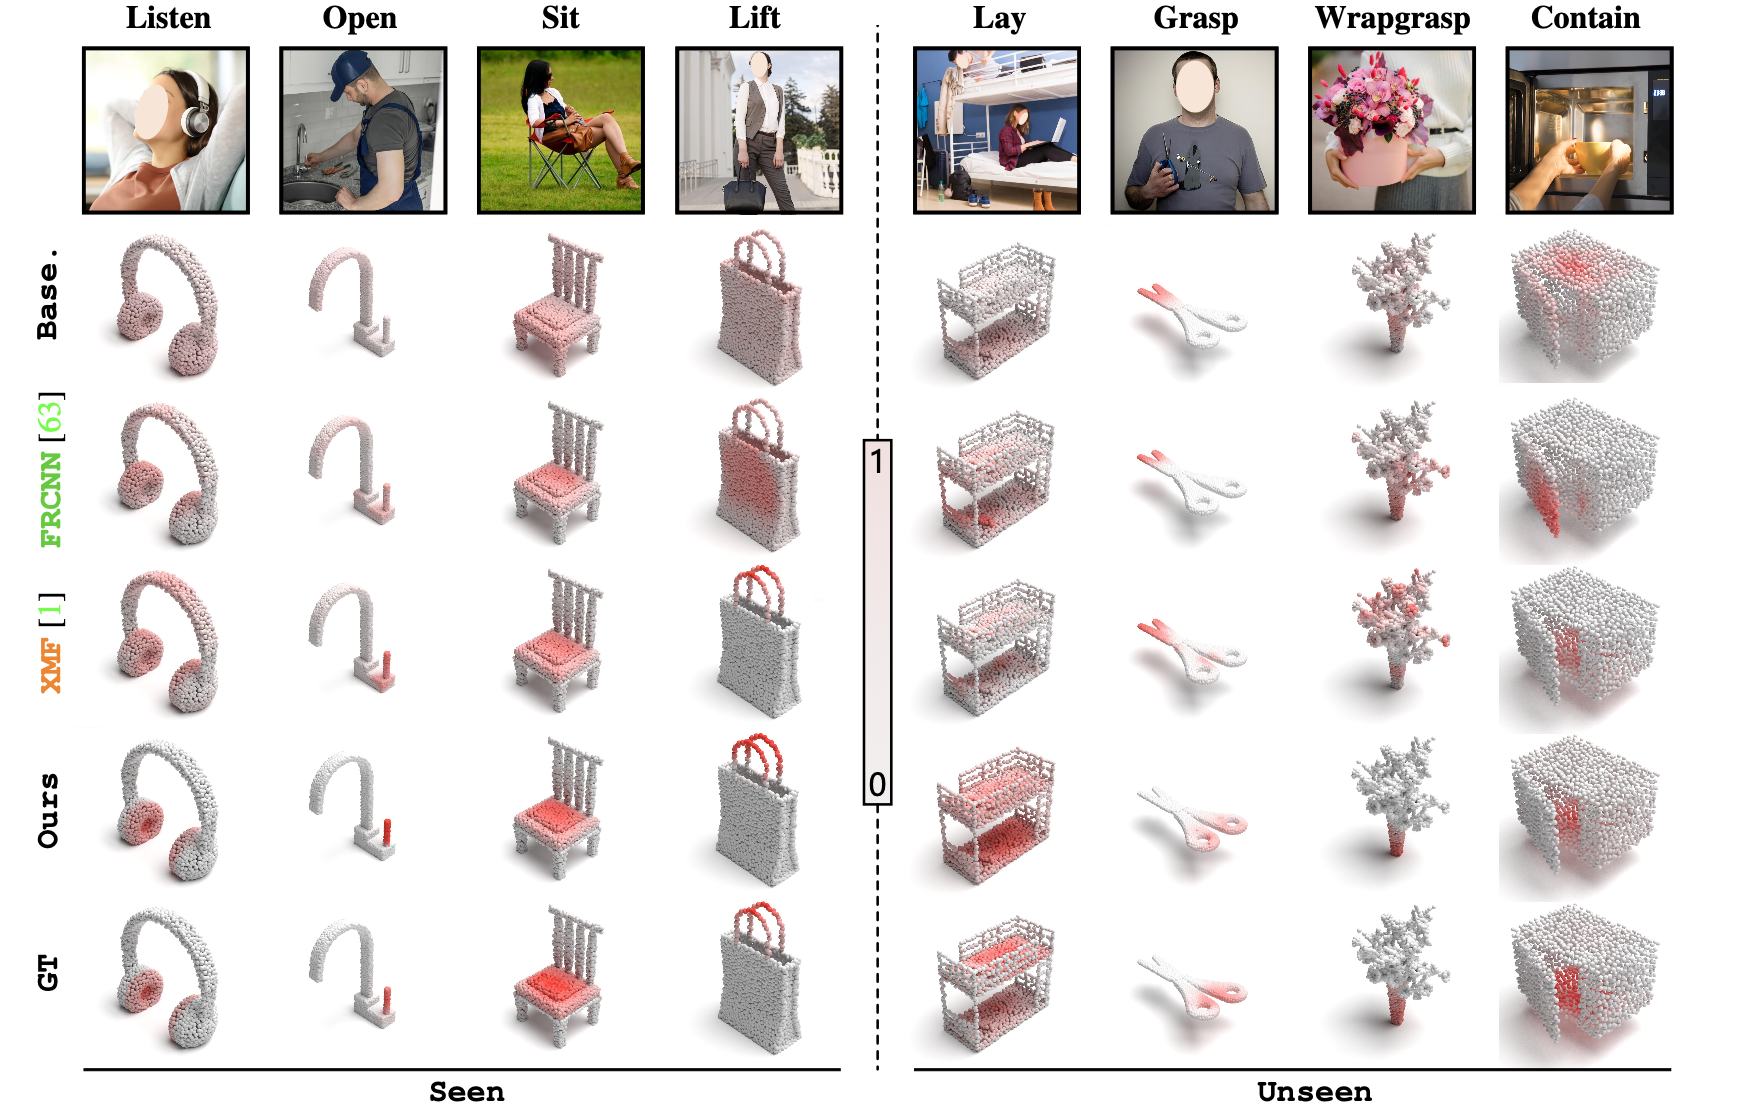 Listen Open Sit Lift Lay Grasp Wrapgrasp Contain
Base.
FRCNN [63]
XMF [1]
Ours
GT
1
0
Seen Unseen